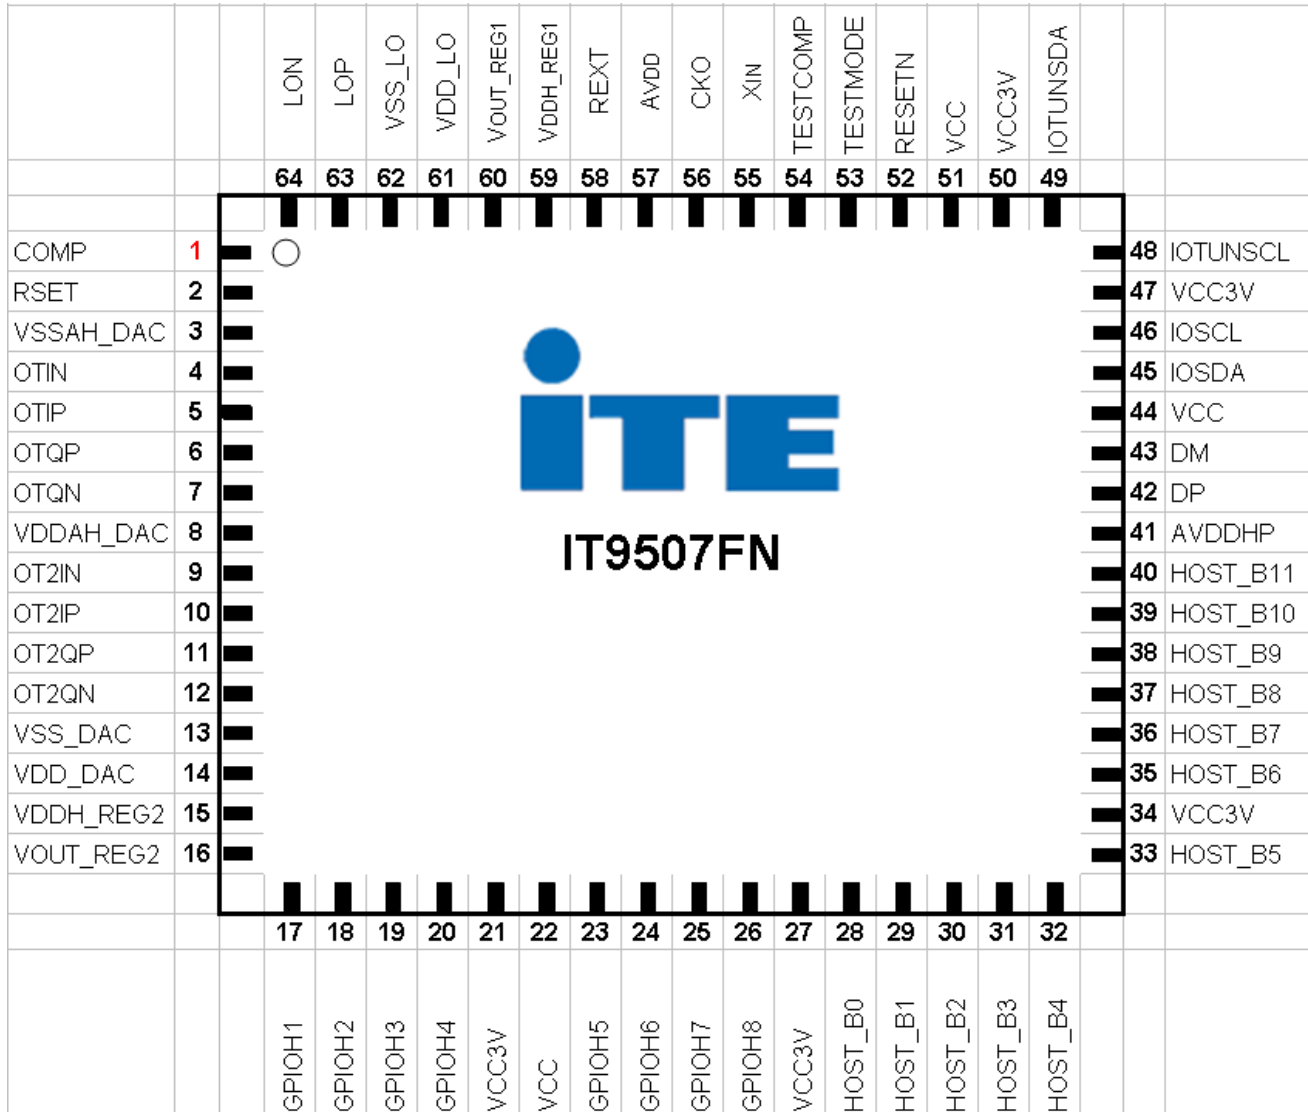 LON LOP VSS_LO VDD_LO VOUT_REG1 VDDH_REG1 REXT AVDD CKO XIN TESTCOMP TESTMODE RESETN VCC VCC3V IOTUNSDA
64 63 62 61 60 59 58 57 56 55 54 53 52 51 50 49
COMP 1 48 IOTUNSCL
RSET 2 47 VCC3V
VSSAH_DAC 3 46 IOSCL
OTIN 4 45 IOSDA
OTIP 5 44 VCC
OTQP 6 43 DM
OTQN 7 42 DP
VDDAH_DAC 8 41 AVDDHP
OT2IN 9 40 HOST_B11
OT2IP 10 39 HOST_B10
OT2QP 11 38 HOST_B9
OT2QN 12 37 HOST_B8
VSS_DAC 13 36 HOST_B7
VDD_DAC 14 35 HOST_B6
VDDH_REG2 15 34 VCC3V
VOUT_REG2 16 33 HOST_B5
iTE
IT9507FN
17 18 19 20 21 22 23 24 25 26 27 28 29 30 31 32
GPIOH1 GPIOH2 GPIOH3 GPIOH4 VCC3V VCC GPIOH5 GPIOH6 GPIOH7 GPIOH8 VCC3V HOST_B0 HOST_B1 HOST_B2 HOST_B3 HOST_B4